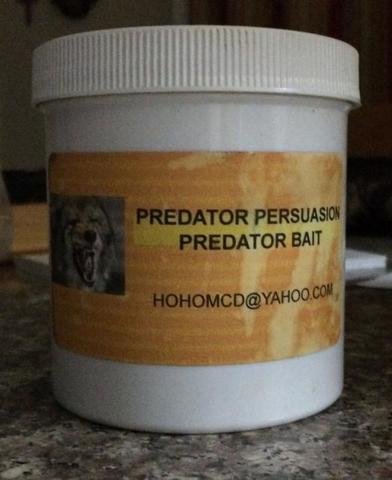 PREDATOR PERSUASION
PREDATOR BAIT
HOHOMCD@YAHOO.COM